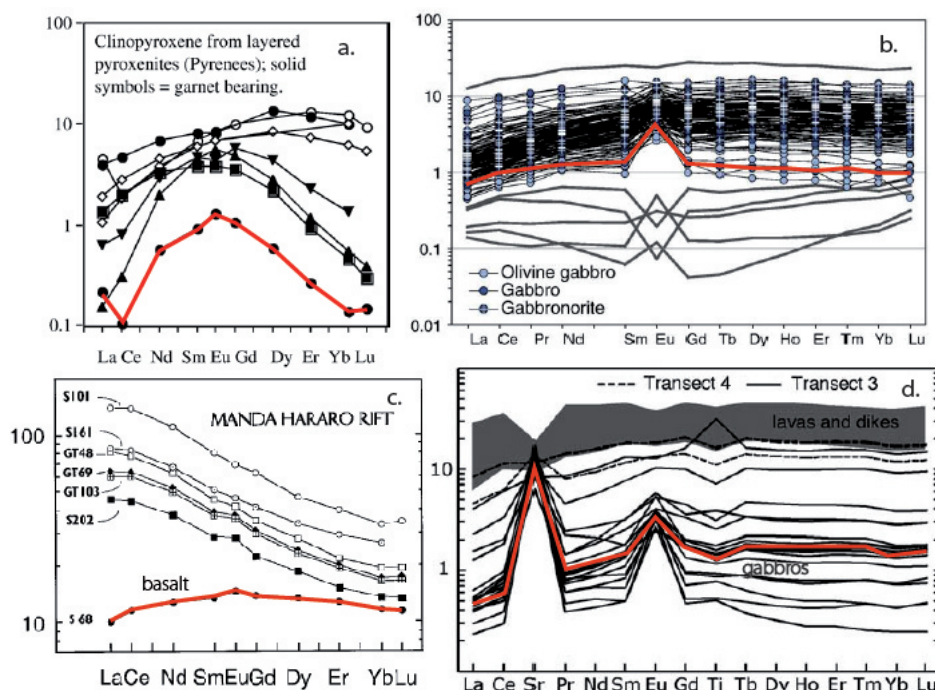 100
10
1
0.1
a.
Clinopyroxene from layered
pyroxenites (Pyrenees); solid
symbols = garnet bearing.
La Ce Nd Sm Eu Gd Dy Er Yb Lu
b.
100
10
1
0.1
0.01
Olivine gabbro
Gabbro
Gabbronorite
La Ce Pr Nd Sm Eu Gd Tb Dy Ho Er Tm Yb Lu
c.
MANDA HARARO RIFT
100
10
S101
S161
GT48
GT69
GT103
S202
basalt
S 68
La Ce Nd Sm Eu Gd Dy Er Yb Lu
Transect 4 Transect 3
d.
lavas and dikes
10
1
gabbros
La Ce Sr Pr Nd Sm Eu Gd Ti Tb Dy Ho Er Tm Yb Lu